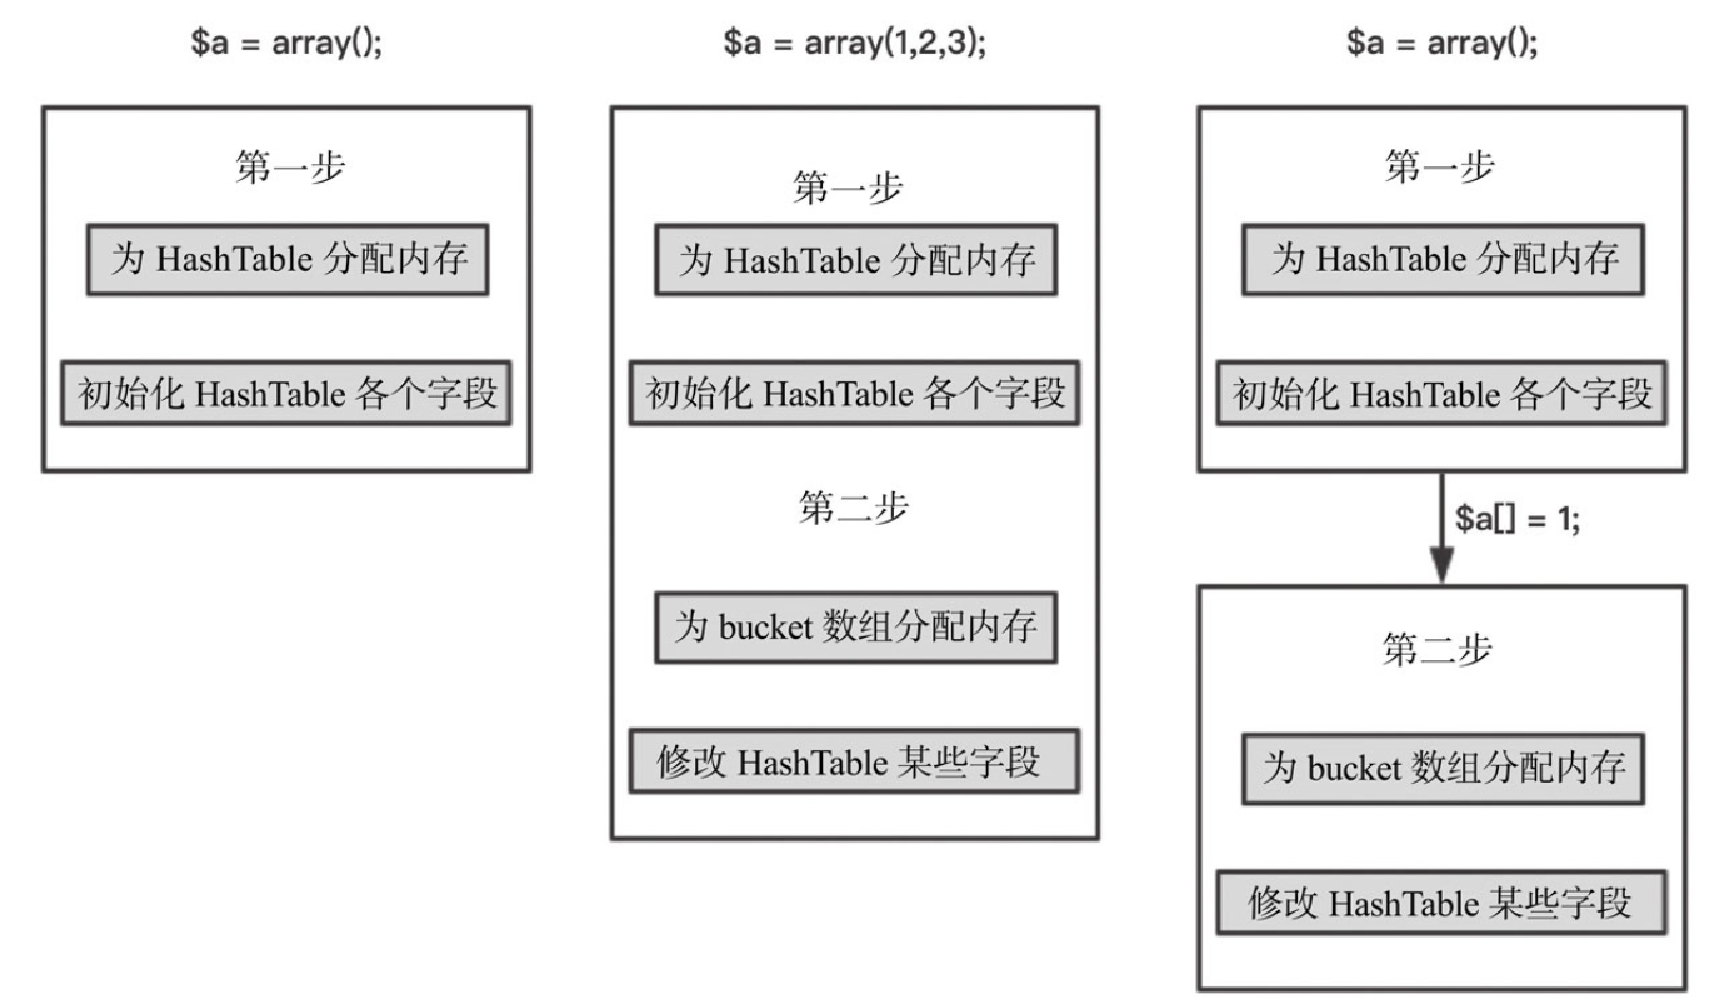 $a = array();
第一步
为 HashTable 分配内存
初始化 HashTable 各个字段
$a = array(1,2,3);
第一步
为 HashTable 分配内存
初始化 HashTable 各个字段
第二步
为 bucket 数组分配内存
修改 HashTable 某些字段
$a = array();
第一步
为 HashTable 分配内存
初始化 HashTable 各个字段
$a[] = 1;
第二步
为 bucket 数组分配内存
修改 HashTable 某些字段